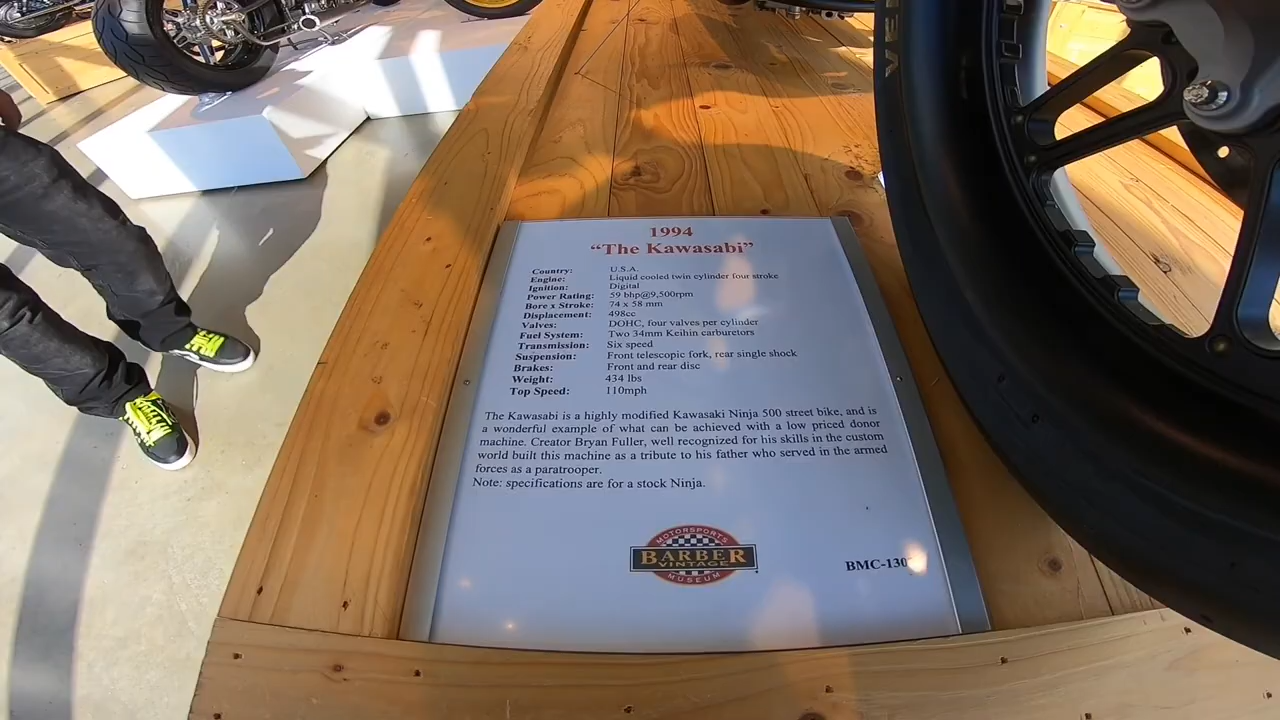 1994
“The Kawasabi”
Country: U.S.A.
Engine: Liquid cooled twin cylinder four stroke
Ignition: Digital
Power Rating: 59 bhp@9,500rpm
Bore x Stroke: 74 x 58 mm
Displacement: 498cc
Valves: DOHC, four valves per cylinder
Fuel System: Two 34mm Keihin carburetors
Transmission: Six speed
Suspension: Front telescopic fork, rear single shock
Brakes: Front and rear disc
Weight: 434 lbs
Top Speed: 110mph
The Kawasabi is a highly modified Kawasaki Ninja 500 street bike, and is
a wonderful example of what can be achieved with a low priced donor
machine. Creator Bryan Fuller, well recognized for his skills in the custom
world built this machine as a tribute to his father who served in the armed
forces as a paratrooper.
Note: specifications are for a stock Ninja.
MOTORSPORTS
BARBER
VINTAGE
MUSEUM